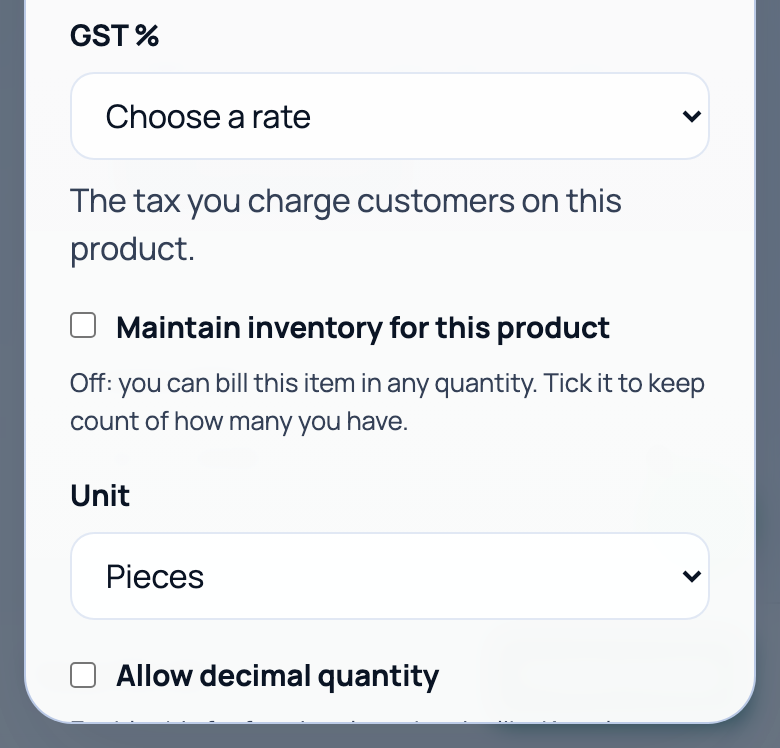 GST %
Choose a rate
The tax you charge customers on this
product.
Maintain inventory for this product
Off: you can bill this item in any quantity. Tick it to keep
count of how many you have.
Unit
Pieces
Allow decimal quantity